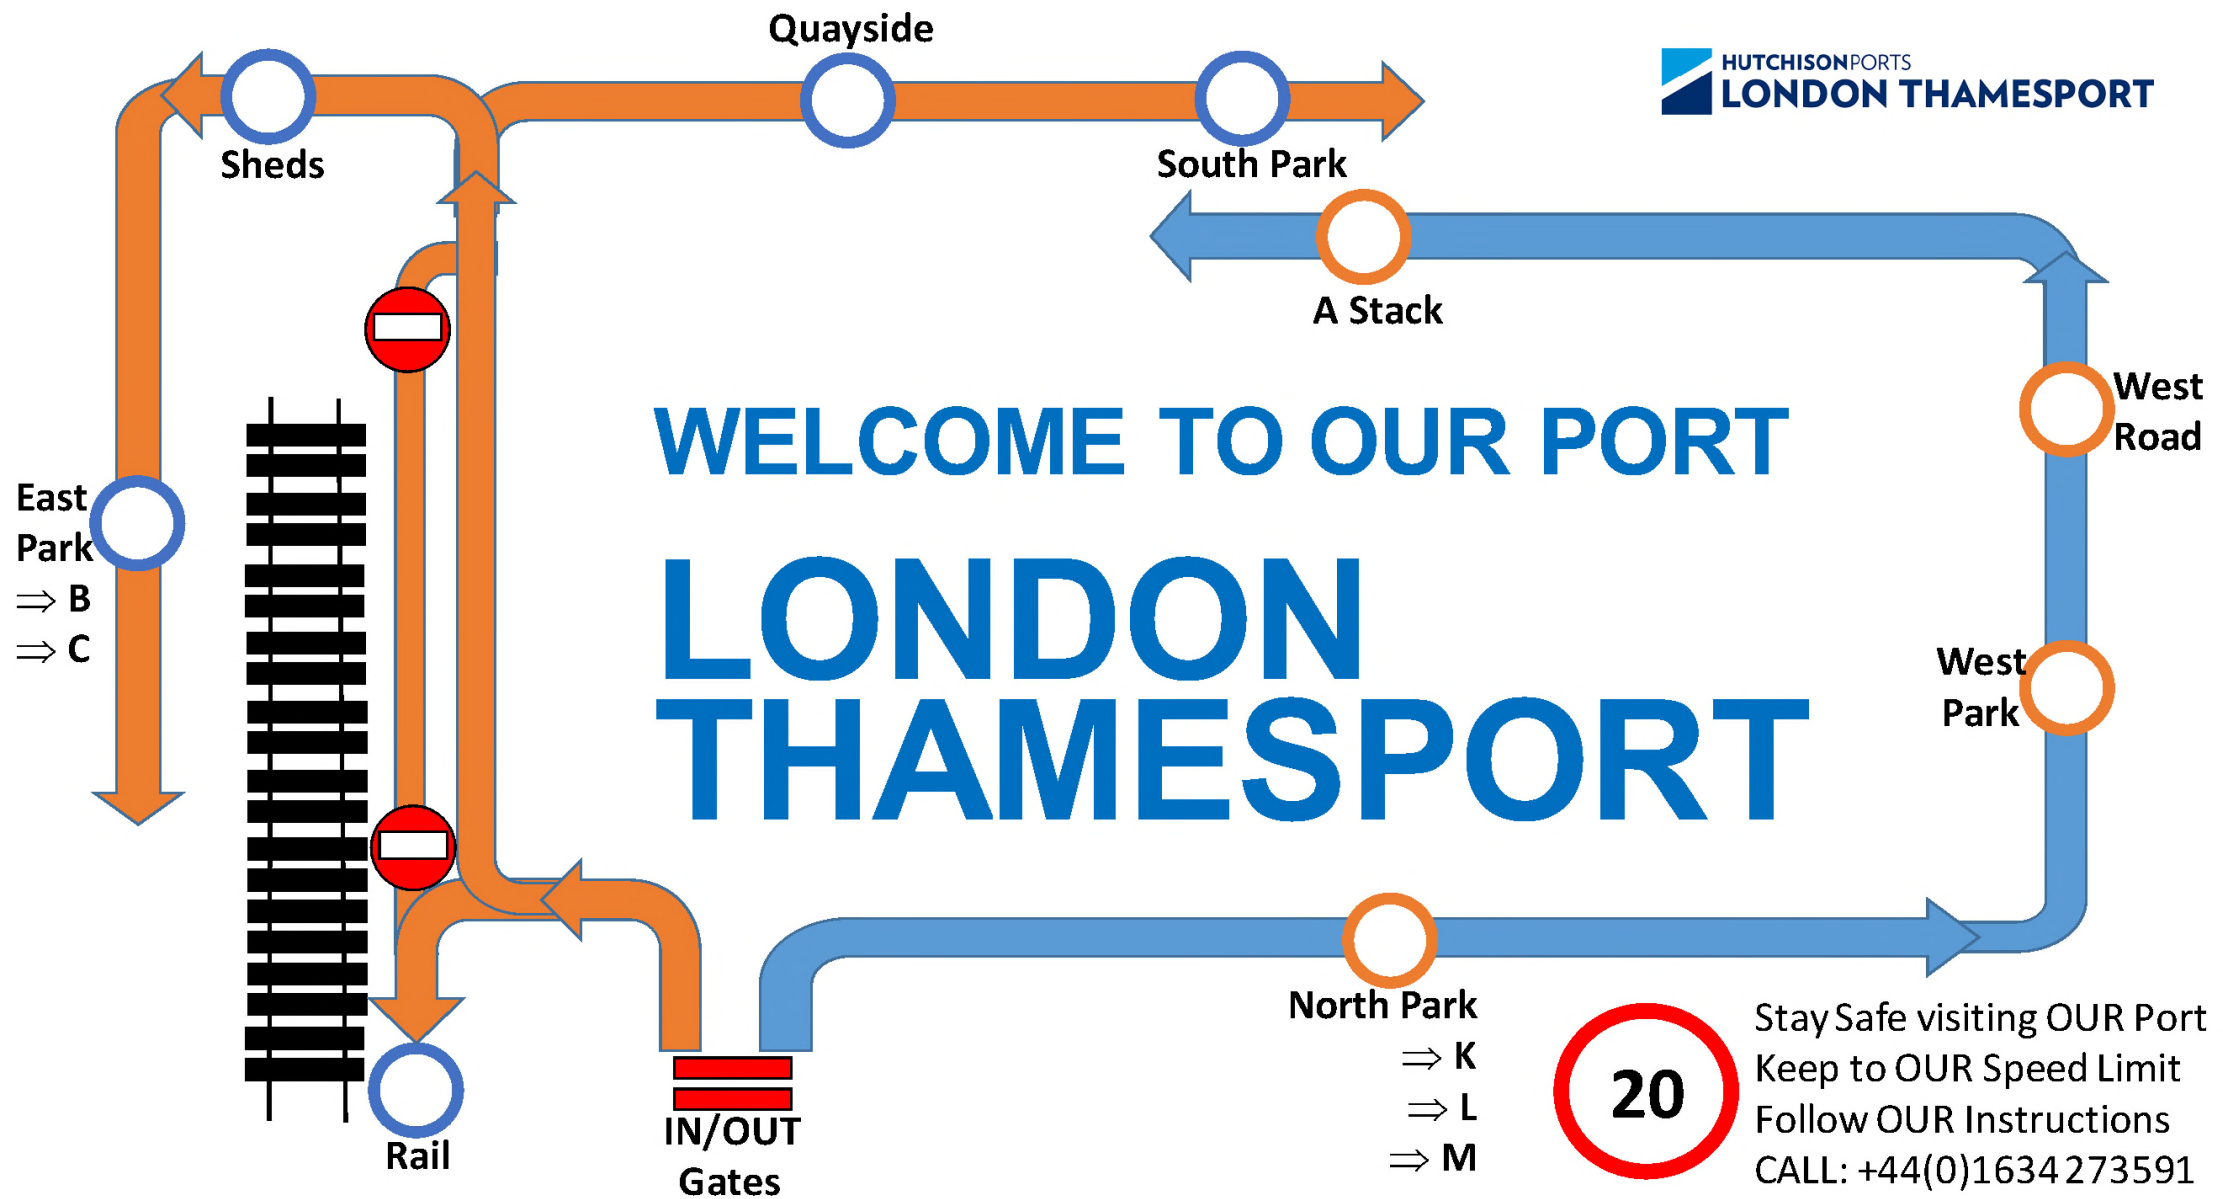 Quayside
HUTCHISONPORTS
LONDON THAMESPORT
Sheds
South Park
A Stack
West
Road
WELCOME TO OUR PORT
East
Park
⇒ B
⇒ C
LONDON
THAMESPORT
West
Park
North Park
⇒ K
⇒ L
⇒ M
20
Stay Safe visiting OUR Port
Keep to OUR Speed Limit
Follow OUR Instructions
CALL: +44(0)1634 273591
Rail
IN/OUT
Gates